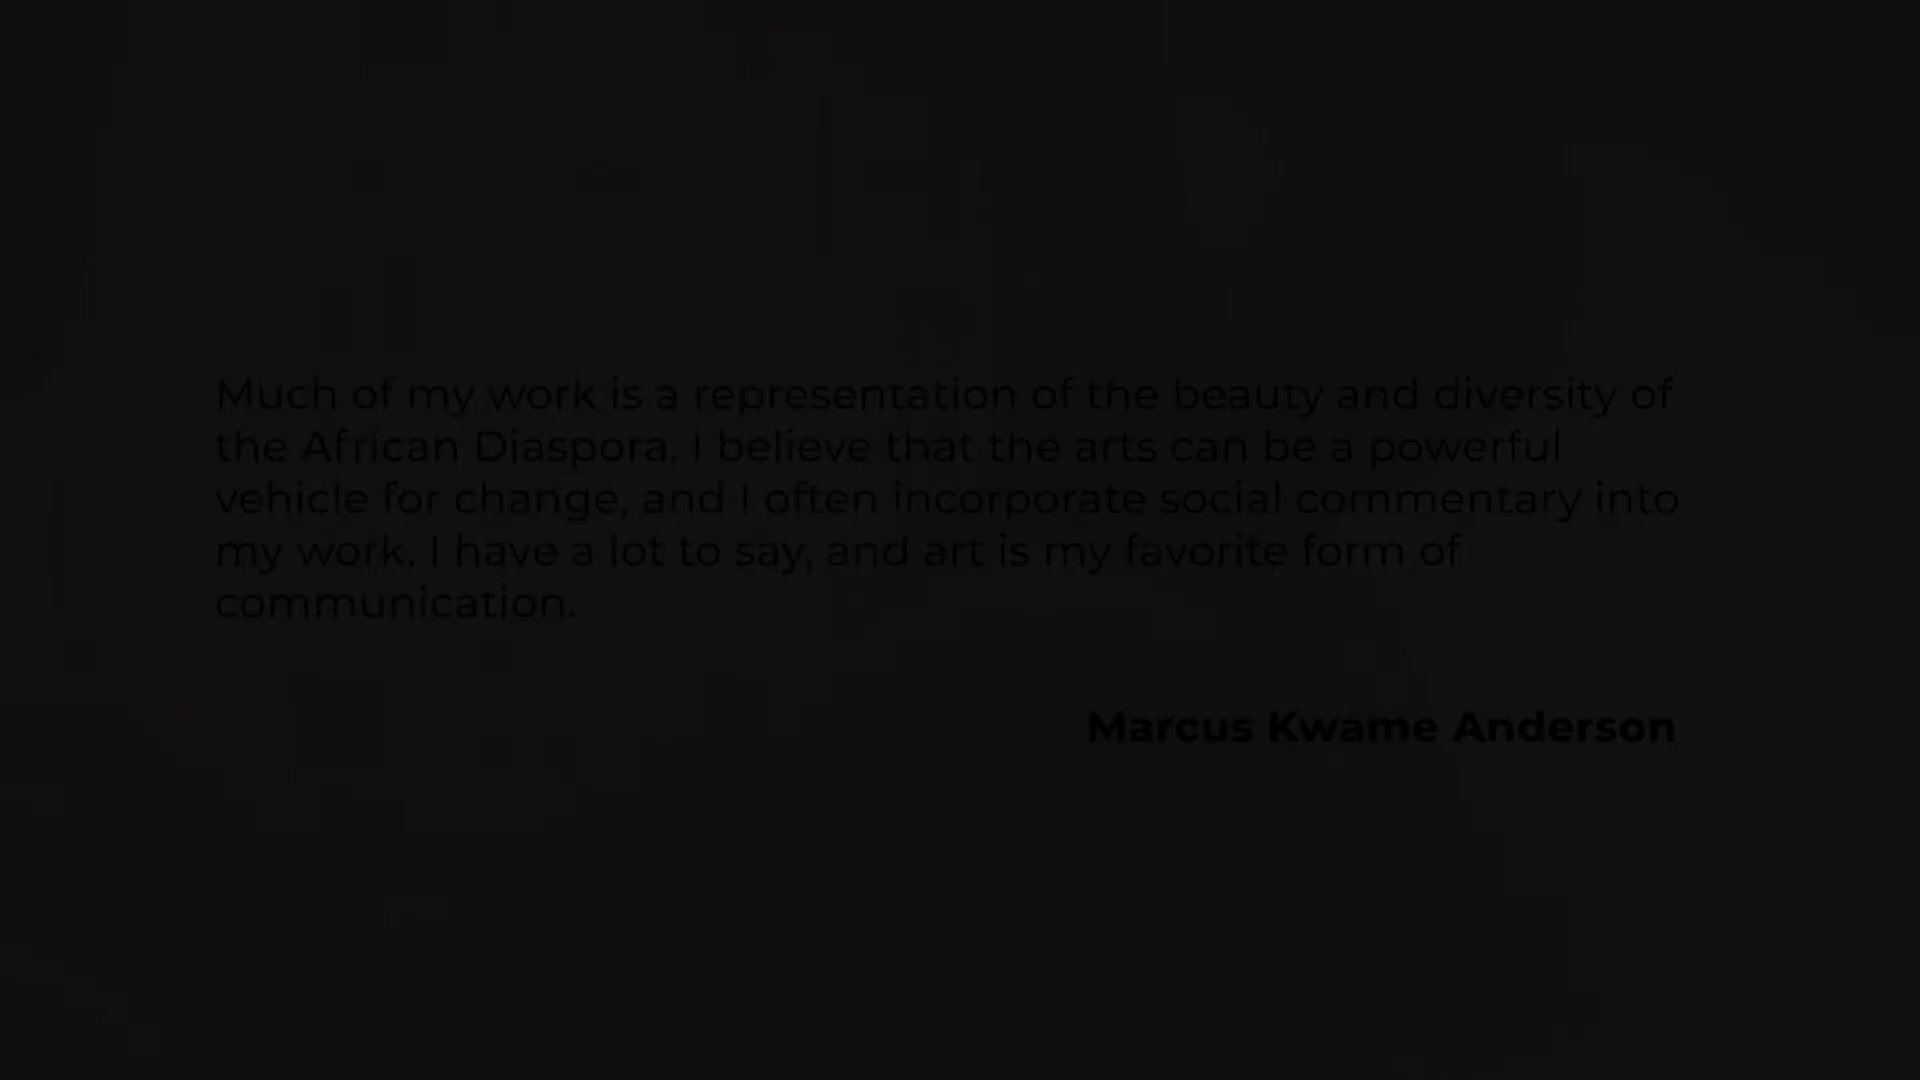 Much of my work is a representation of the beauty and diversity of
the African Diaspora. I believe that the arts can be a powerful
vehicle for change, and I often incorporate social commentary into
my work. I have a lot to say, and art is my favorite form of
communication.
Marcus Kwame Anderson